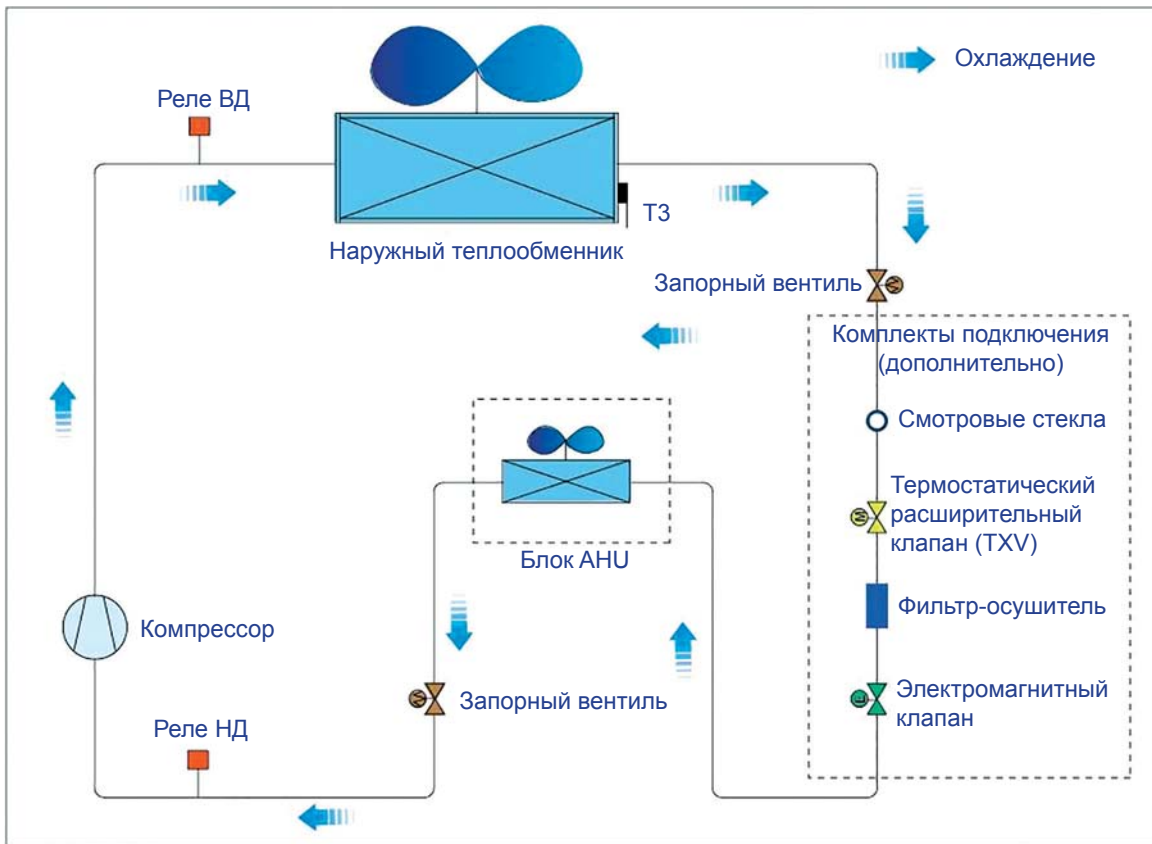 Охлаждение
Реле ВД
Т3
Наружный теплообменник
Запорный вентиль
M
Комплекты подключения
(дополнительно)
Смотровые стекла
Термостатический
расширительный
клапан (TXV)
M
Блок AHU
Фильтр-осушитель
Компрессор
Электромагнитный
клапан
E
Запорный вентиль
M
Реле НД